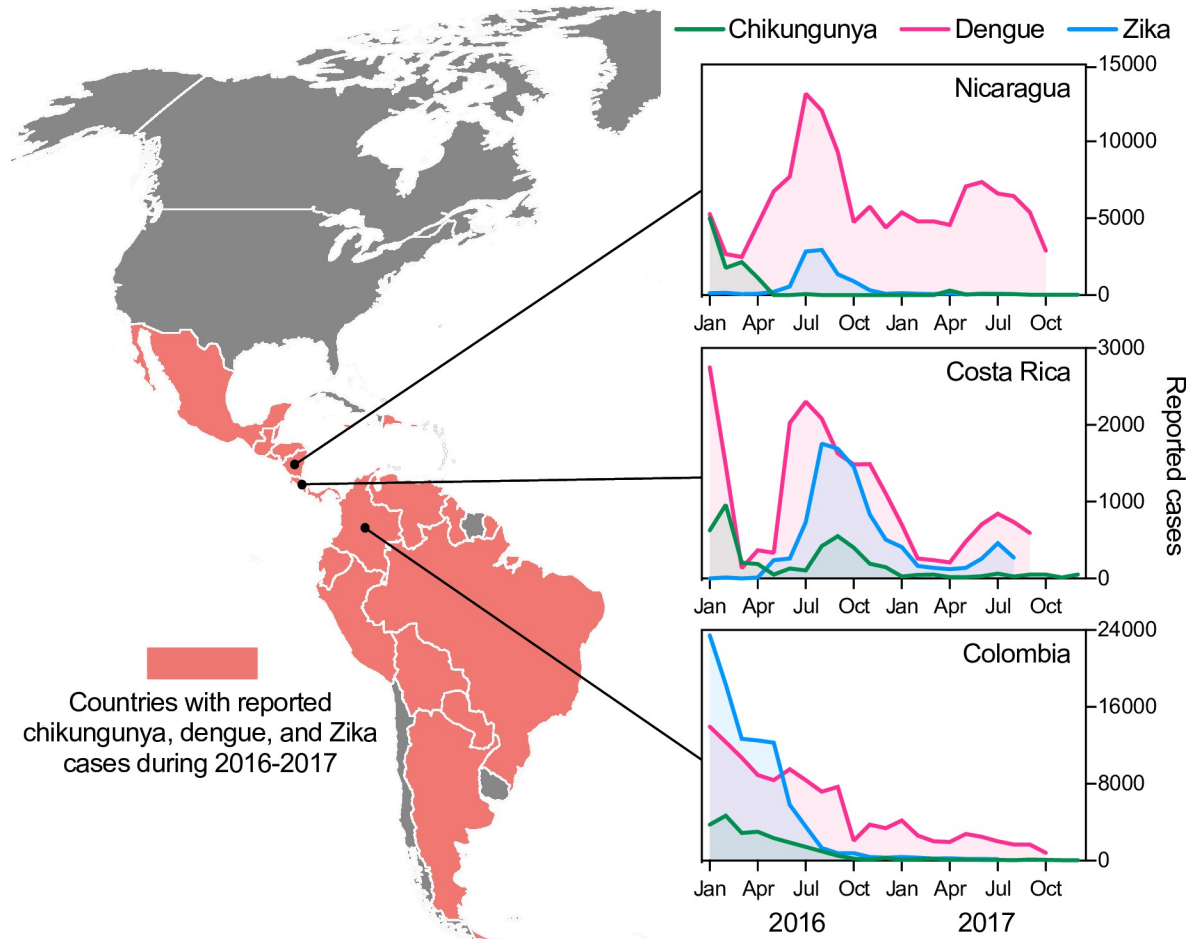 Chikungunya Dengue Zika
Nicaragua
15000
10000
5000
0
Jan Apr Jul Oct Jan Apr Jul Oct
Costa Rica
3000
2000
1000
0
Jan Apr Jul Oct Jan Apr Jul Oct
Colombia
24000
16000
8000
0
Jan Apr Jul Oct Jan Apr Jul Oct
2016 2017
Reported cases
Countries with reported
chikungunya, dengue, and Zika
cases during 2016-2017